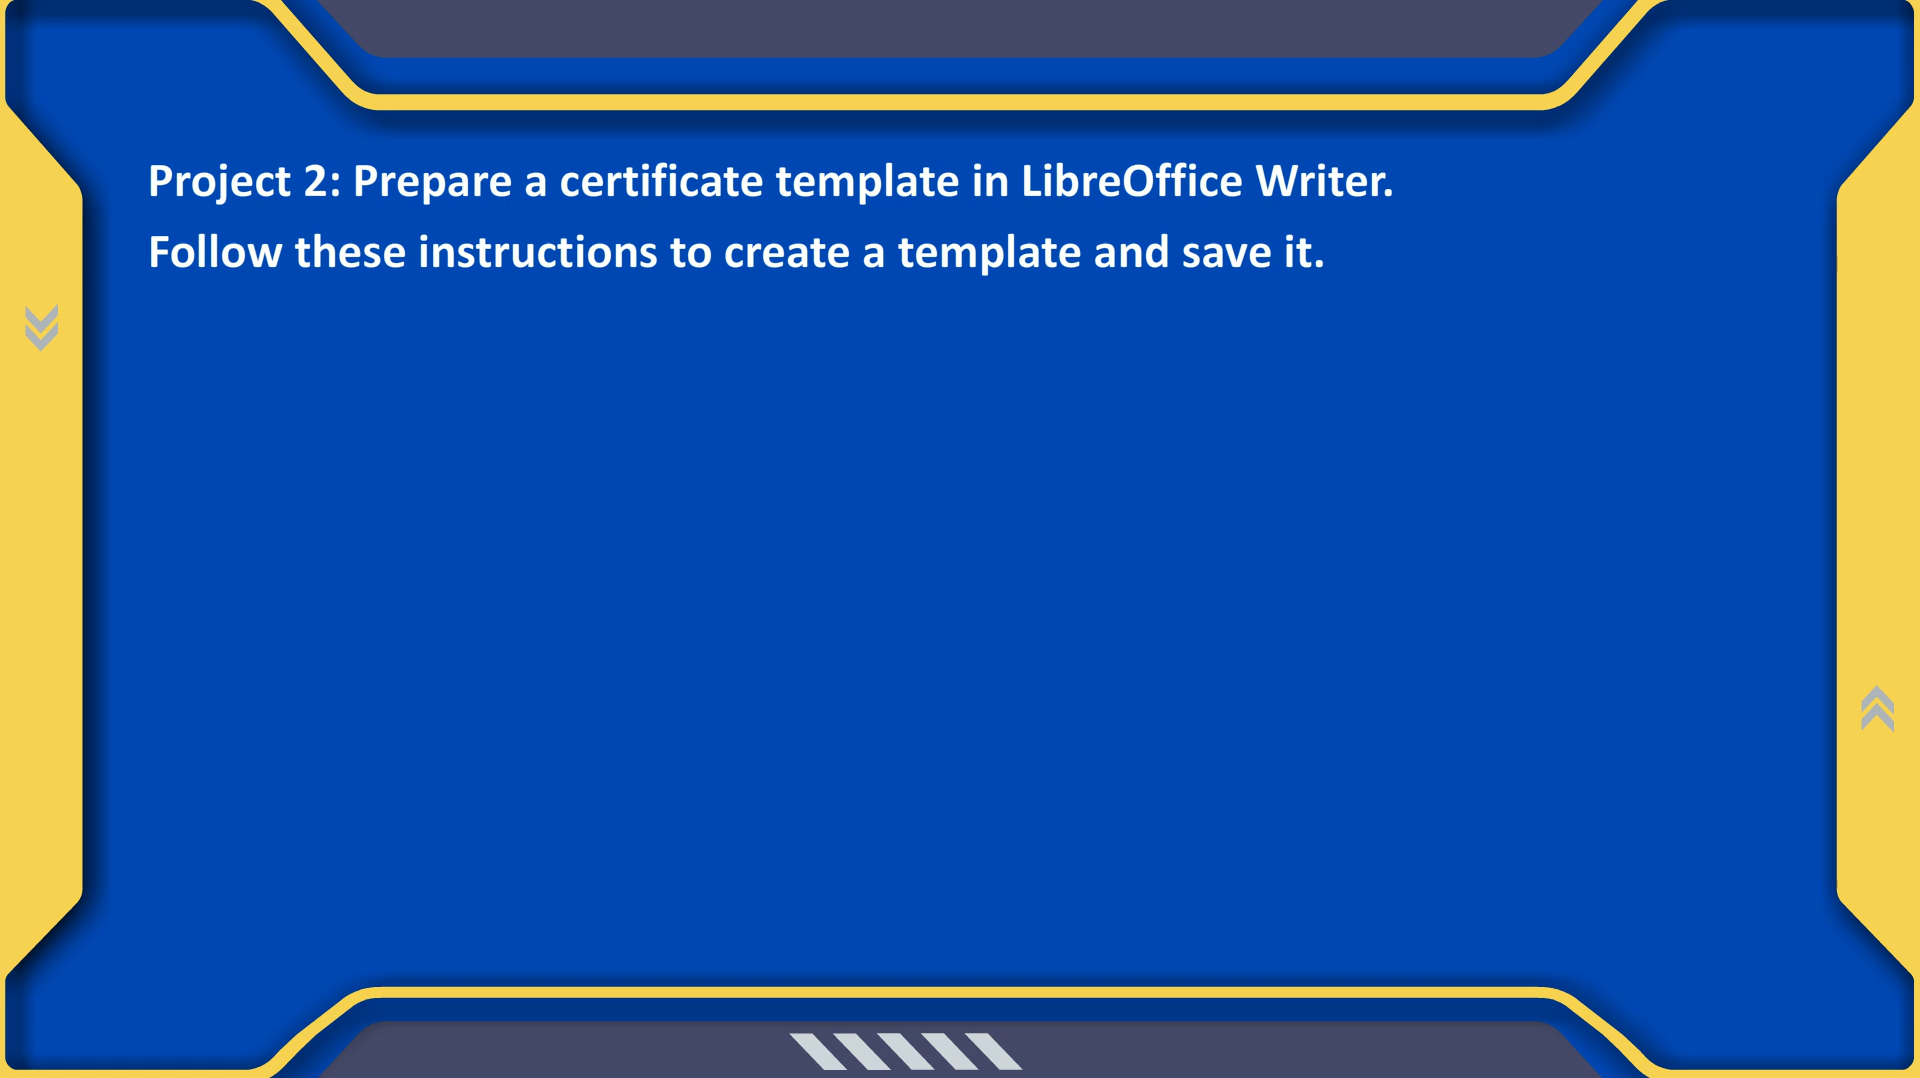 Project 2: Prepare a certificate template in LibreOffice Writer.
Follow these instructions to create a template and save it.